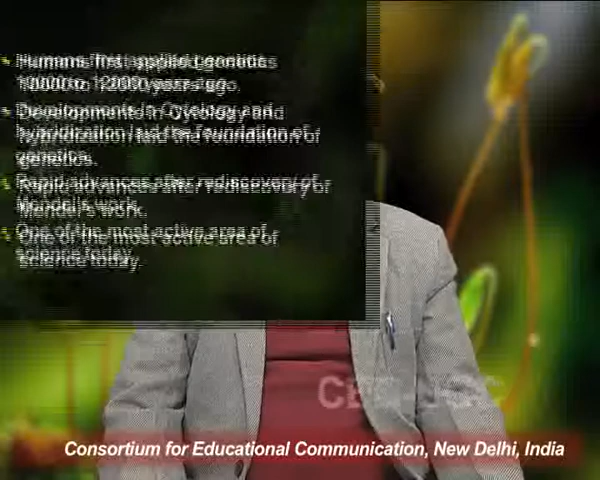 Humans first applied genetics
10000 to 12000 years ago.
Developments in Cytology and
hybridization laid the foundation of
genetics.
Rapid advances after rediscovery of
Mendel's work.
One of the most active area of
science today.
Consortium for Educational Communication, New Delhi, India